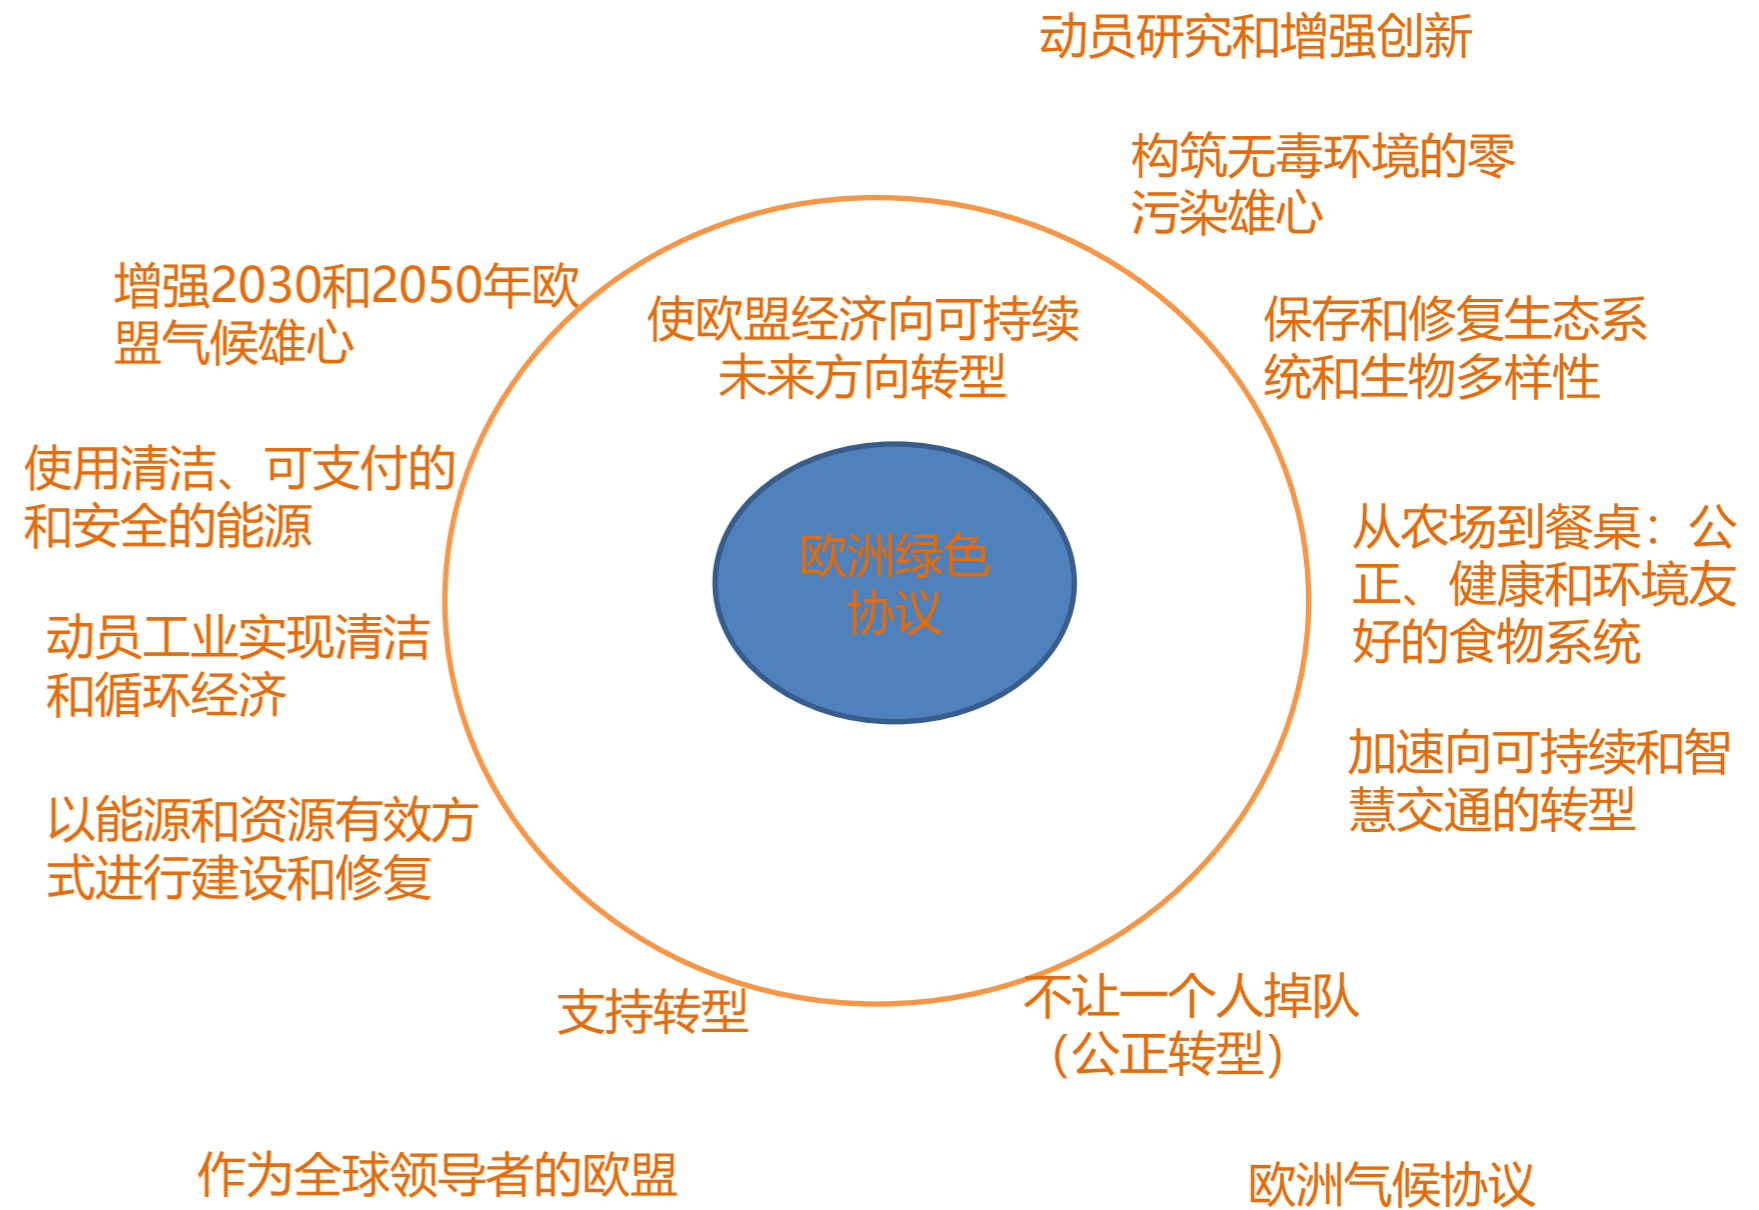 动员研究和增强创新
构筑无毒环境的零
污染雄心
增强2030和2050年欧
盟气候雄心
使欧盟经济向可持续
未来方向转型
保存和修复生态系
统和生物多样性
使用清洁、可支付的
和安全的能源
欧洲绿色
协议
从农场到餐桌：公
正、健康和环境友
好的食物系统
动员工业实现清洁
和循环经济
加速向可持续和智
慧交通的转型
以能源和资源有效方
式进行建设和修复
支持转型
不让一个人掉队
（公正转型）
作为全球领导者的欧盟
欧洲气候协议